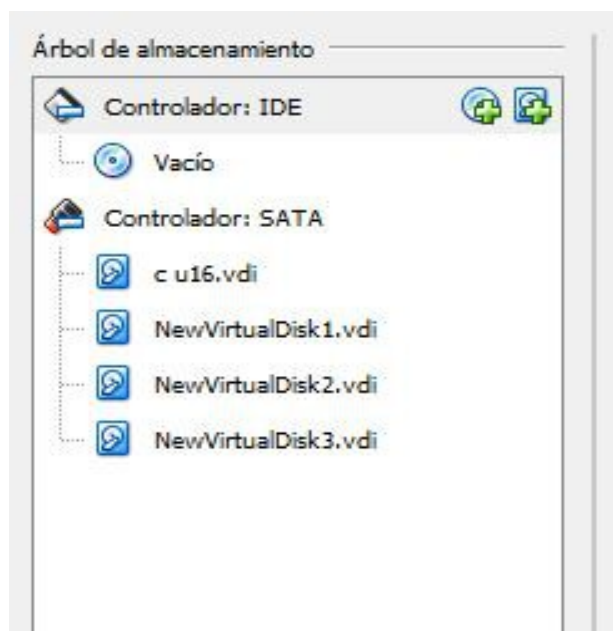 Árbol de almacenamiento
Controlador: IDE
Vacío
Controlador: SATA
c u16.vdi
NewVirtualDisk1.vdi
NewVirtualDisk2.vdi
NewVirtualDisk3.vdi